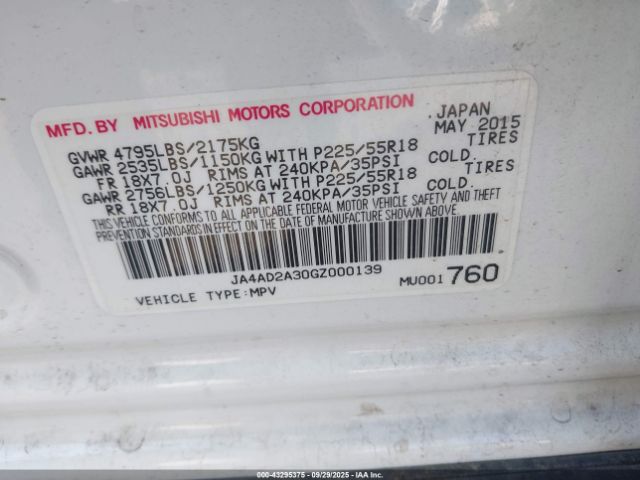 MFD. BY MITSUBISHI MOTORS CORPORATION JAPAN
GVWR 4795LBS/2175KG MAY 2015
GAWR 2535LBS/1150KG WITH P225/55R18 TIRES
FR 18X7.0J RIMS AT 240KPA/35PSI COLD.
GAWR 2756LBS/1250KG WITH P225/55R18 TIRES
RR 18X7.0J RIMS AT 240KPA/35PSI COLD.
THIS VEHICLE CONFORMS TO ALL APPLICABLE FEDERAL MOTOR VEHICLE SAFETY AND THEFT
PREVENTION STANDARDS IN EFFECT ON THE DATE OF MANUFACTURE SHOWN ABOVE.
JA4AD2A30GZ000139
VEHICLE TYPE:MPV MU001 760
000-43295375 - 09/29/2025 - IAAI.COM